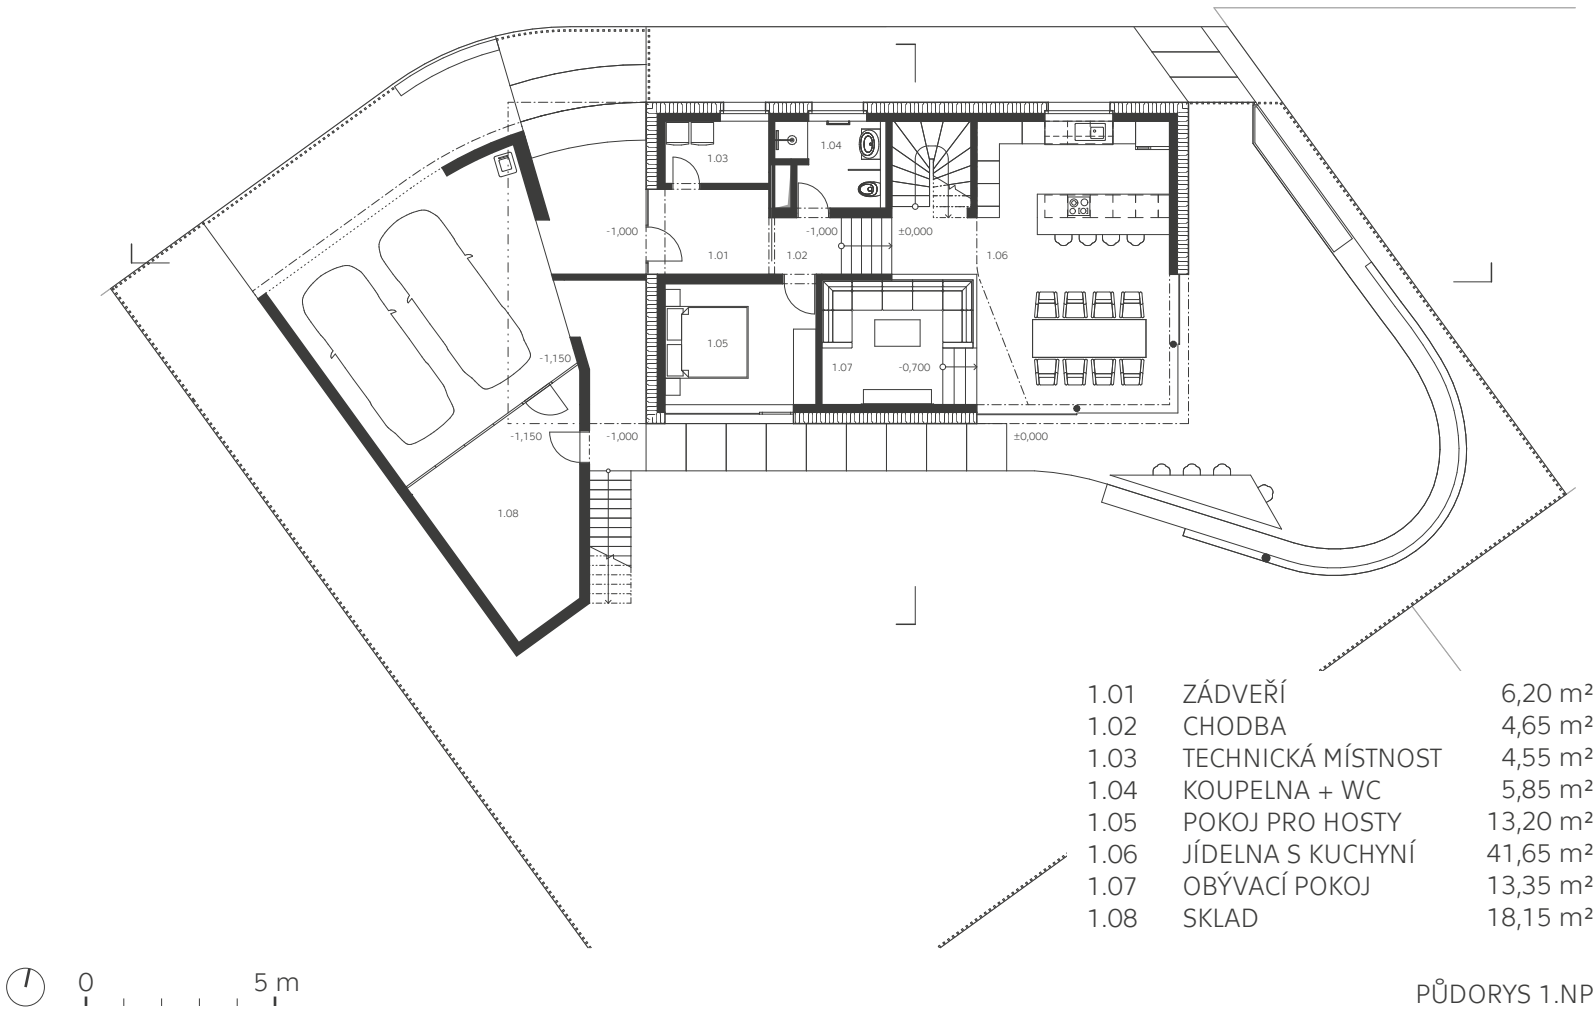 1.03
1.04
-1,000
-1,000
±0,000
1.01
1.02
1.06
1.05
-1,150
1.07
-0,700
-1,150
-1,000
±0,000
1.08
1.01 ZÁDVEŘÍ 6,20 m²
1.02 CHODBA 4,65 m²
1.03 TECHNICKÁ MÍSTNOST 4,55 m²
1.04 KOUPELNA + WC 5,85 m²
1.05 POKOJ PRO HOSTY 13,20 m²
1.06 JÍDELNA S KUCHYNÍ 41,65 m²
1.07 OBÝVACÍ POKOJ 13,35 m²
1.08 SKLAD 18,15 m²
0 5 m
PŮDORYS 1.NP